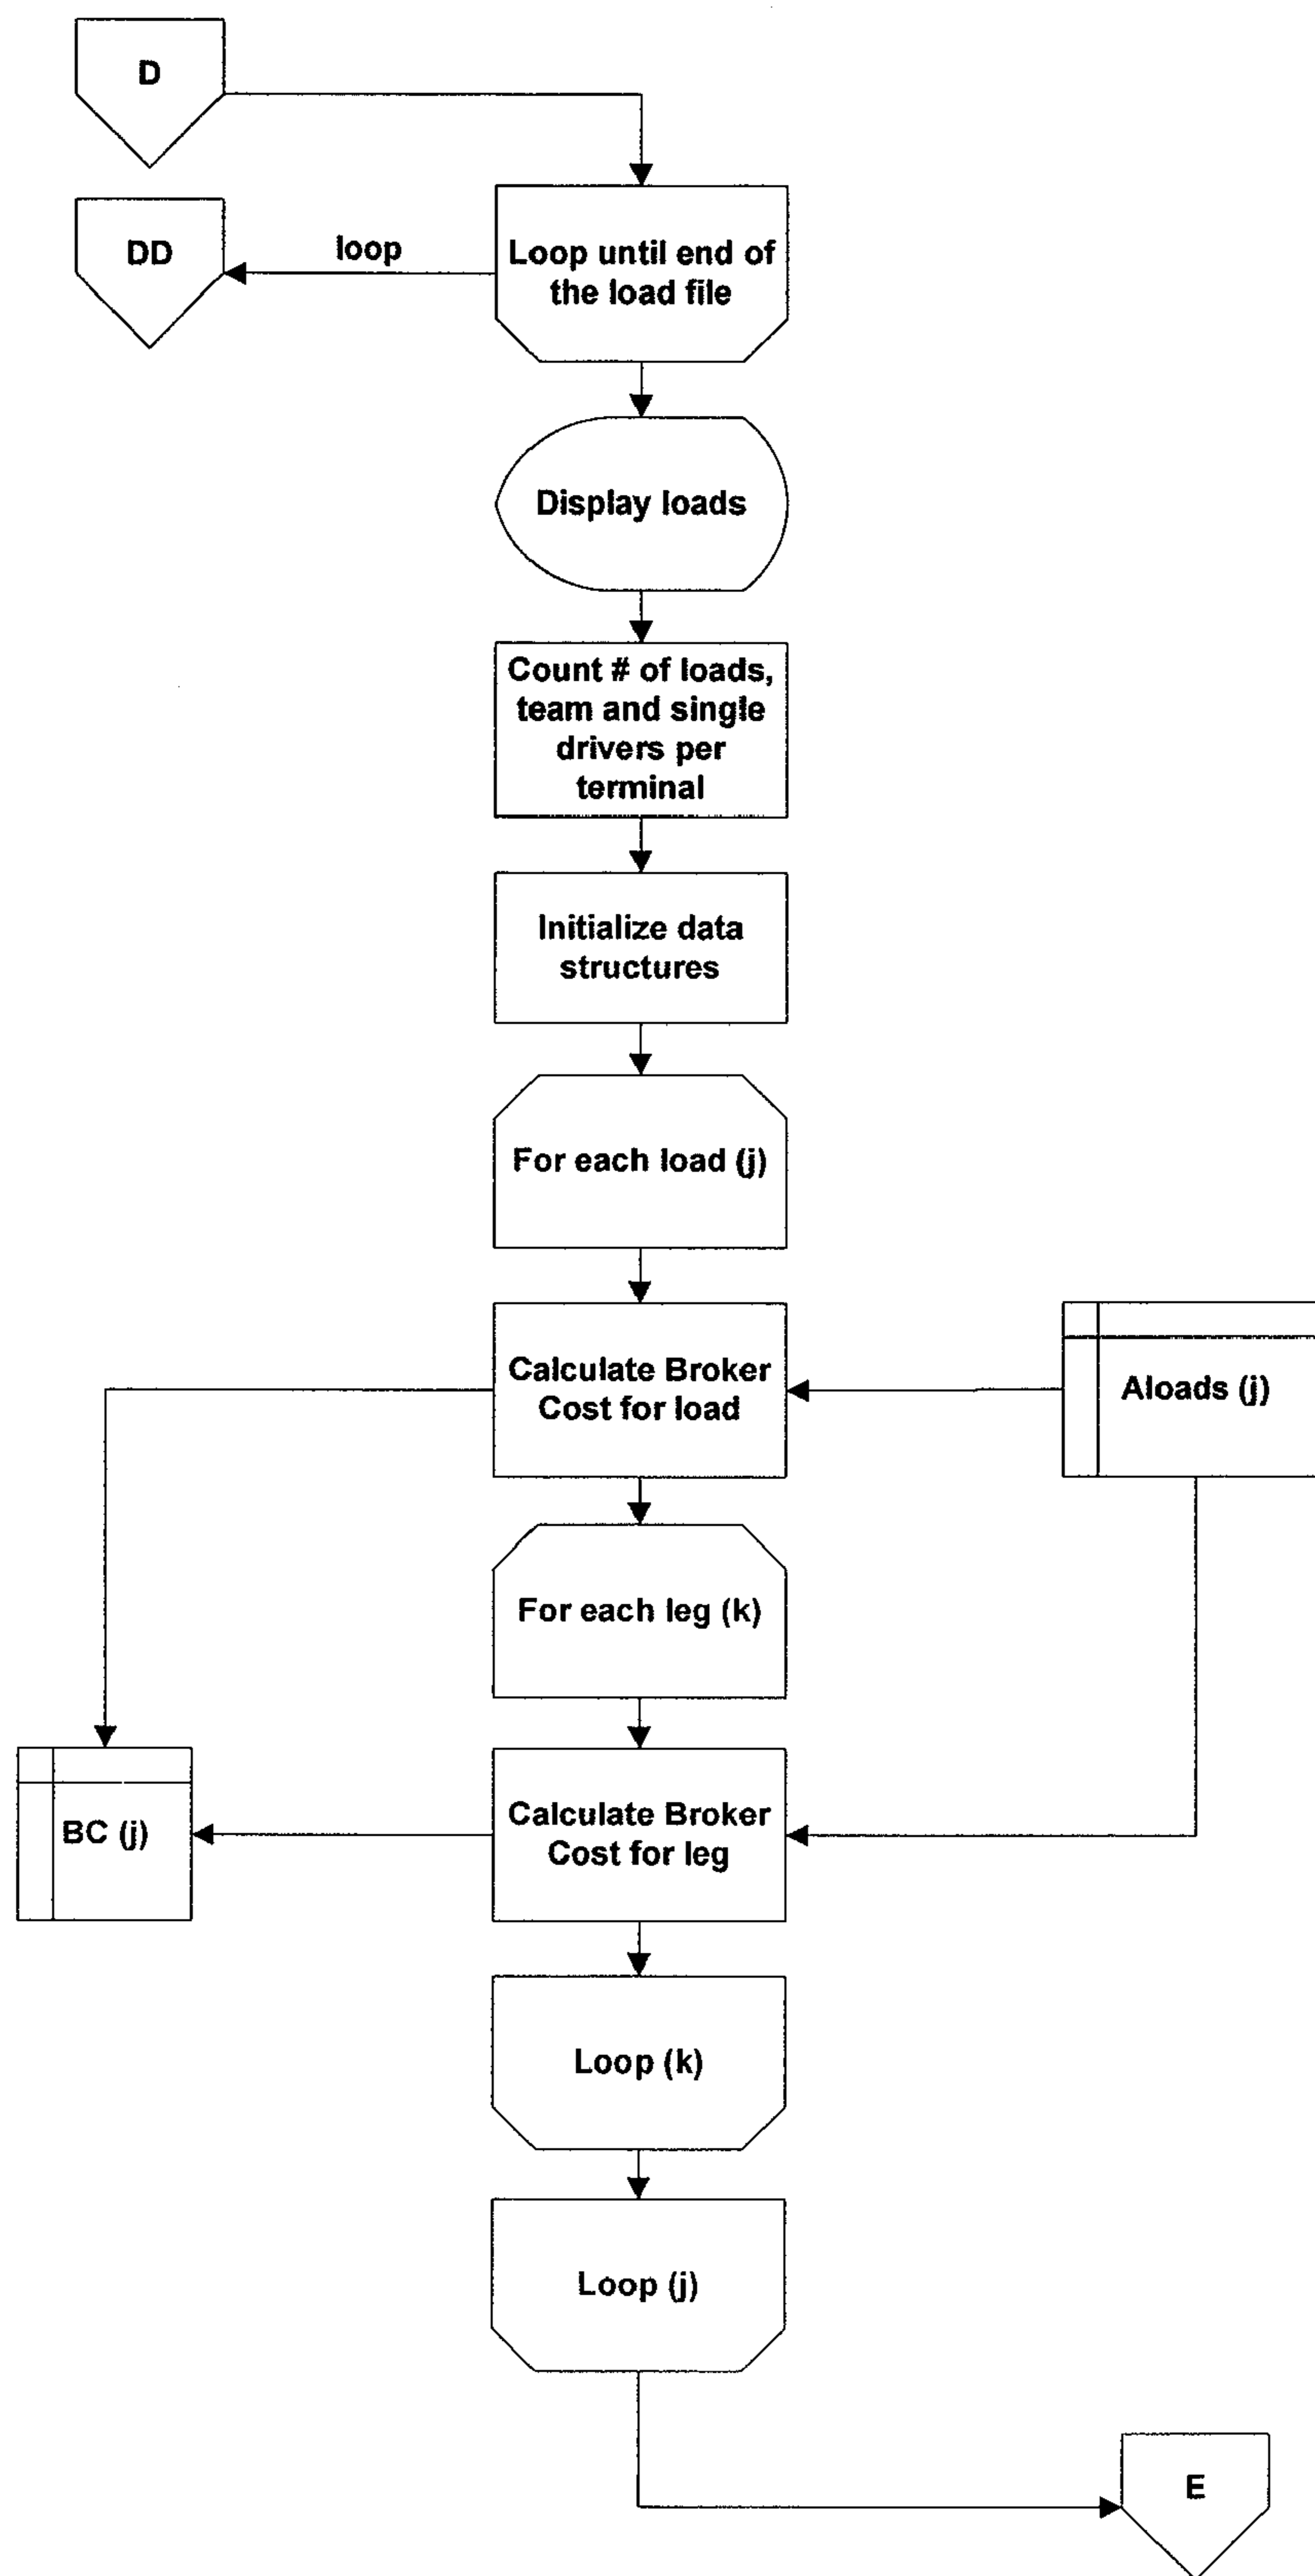 D
DD
loop
Loop until end of
the load file
Display loads
Count # of loads,
team and single
drivers per
terminal
Initialize data
structures
For each load (j)
Calculate Broker
Cost for load
Aloads (j)
For each leg (k)
BC (j)
Calculate Broker
Cost for leg
Loop (k)
Loop (j)
E